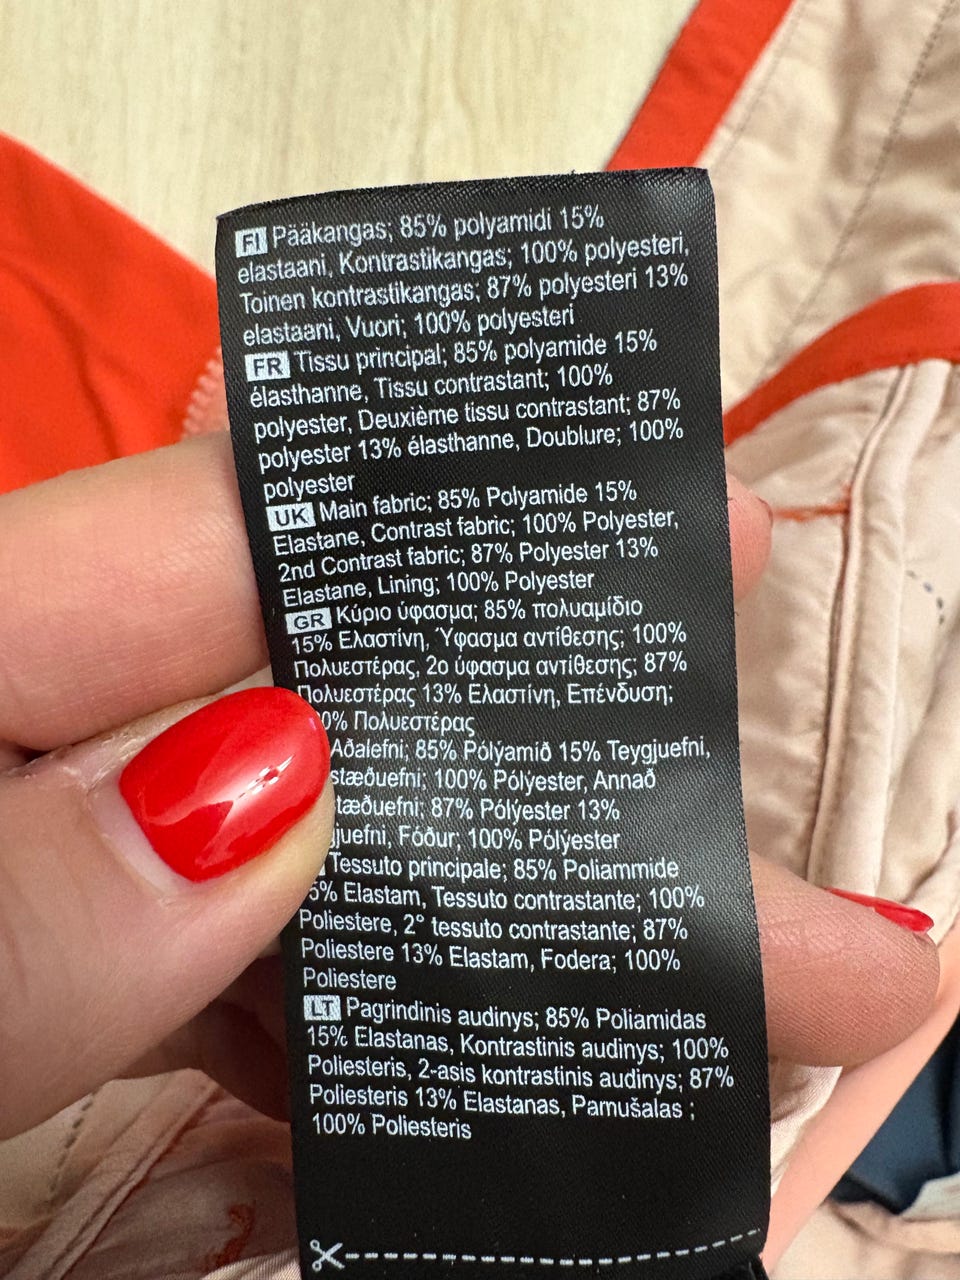 FI Pääkangas; 85% polyamidi 15%
elastaani, Kontrastikangas; 100% polyesteri,
Toinen kontrastikangas; 87% polyesteri 13%
elastaani, Vuori; 100% polyesteri
FR Tissu principal; 85% polyamide 15%
élasthanne, Tissu contrastant; 100%
polyester, Deuxième tissu contrastant; 87%
polyester 13% élasthanne, Doublure; 100%
polyester
UK Main fabric; 85% Polyamide 15%
Elastane, Contrast fabric; 100% Polyester,
2nd Contrast fabric; 87% Polyester 13%
Elastane, Lining; 100% Polyester
GR Κύριο ύφασμα; 85% πολυαμίδιο
15% Ελαστίνη, Ύφασμα αντίθεσης; 100%
Πολυεστέρας, 2ο ύφασμα αντίθεσης; 87%
Πολυεστέρας 13% Ελαστίνη, Επένδυση;
Πολυεστέρας
Aðalefni; 85% Pólýamíð 15% Teygjuefni,
100% Pólýester, Annað
87% Pólýester 13%
Fóður; 100% Pólýester
Tessuto principale; 85% Poliammide
Elastam, Tessuto contrastante; 100%
Poliestere, 2° tessuto contrastante; 87%
Poliestere 13% Elastam, Fodera; 100%
Poliestere
LT Pagrindinis audinys; 85% Poliamidas
15% Elastanas, Kontrastinis audinys; 100%
Poliesteris, 2-asis kontrastinis audinys; 87%
Poliesteris 13% Elastanas, Pamušalas ;
100% Poliesteris